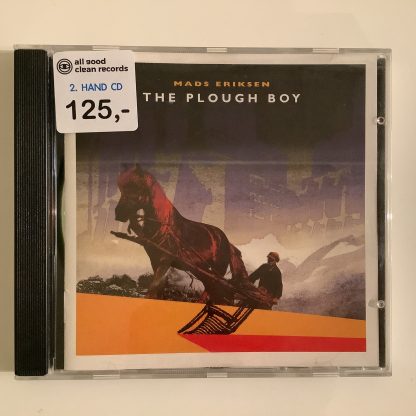 all good
clean records
2. HAND CD
125,-
MADS ERIKSEN
THE PLOUGH BOY